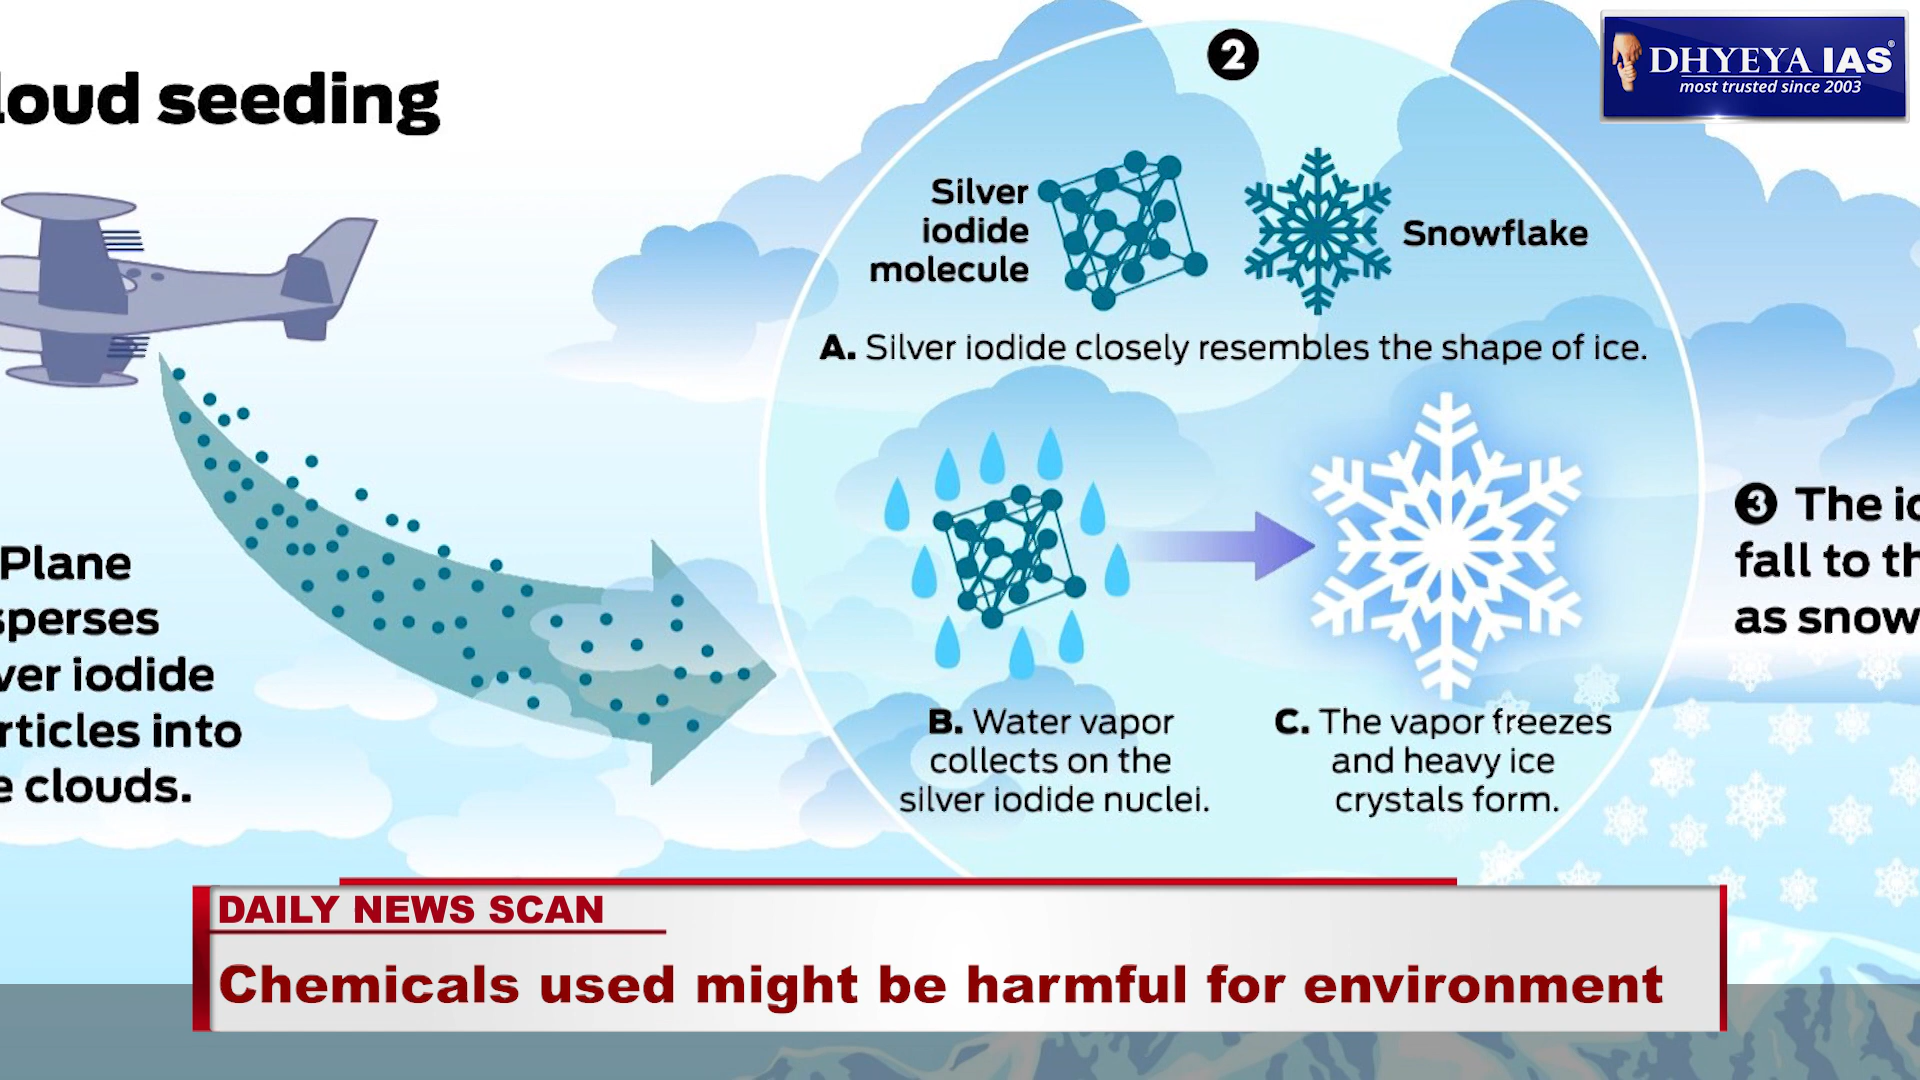 loud seeding
2
DHYEYA IAS®
most trusted since 2003
Silver
iodide
molecule
Snowflake
A. Silver iodide closely resembles the shape of ice.
Plane
sperses
ver iodide
rticles into
e clouds.
B. Water vapor
collects on the
silver iodide nuclei.
C. The vapor freezes
and heavy ice
crystals form.
3 The ic
fall to th
as snow
DAILY NEWS SCAN
Chemicals used might be harmful for environment